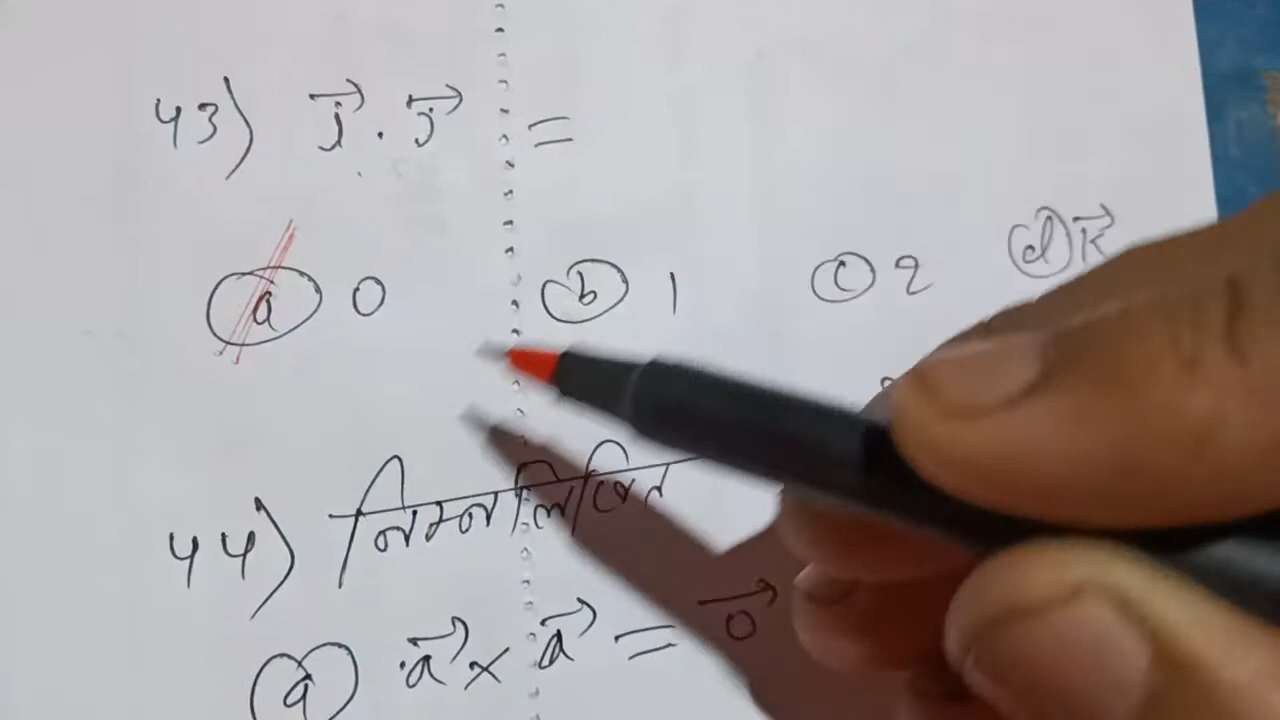 43) j⃗ . j⃗ =
(a) 0 (b) 1 (c) 2 (d) k⃗
44) निम्नलिखित
(a) a⃗ × a⃗ = 0⃗